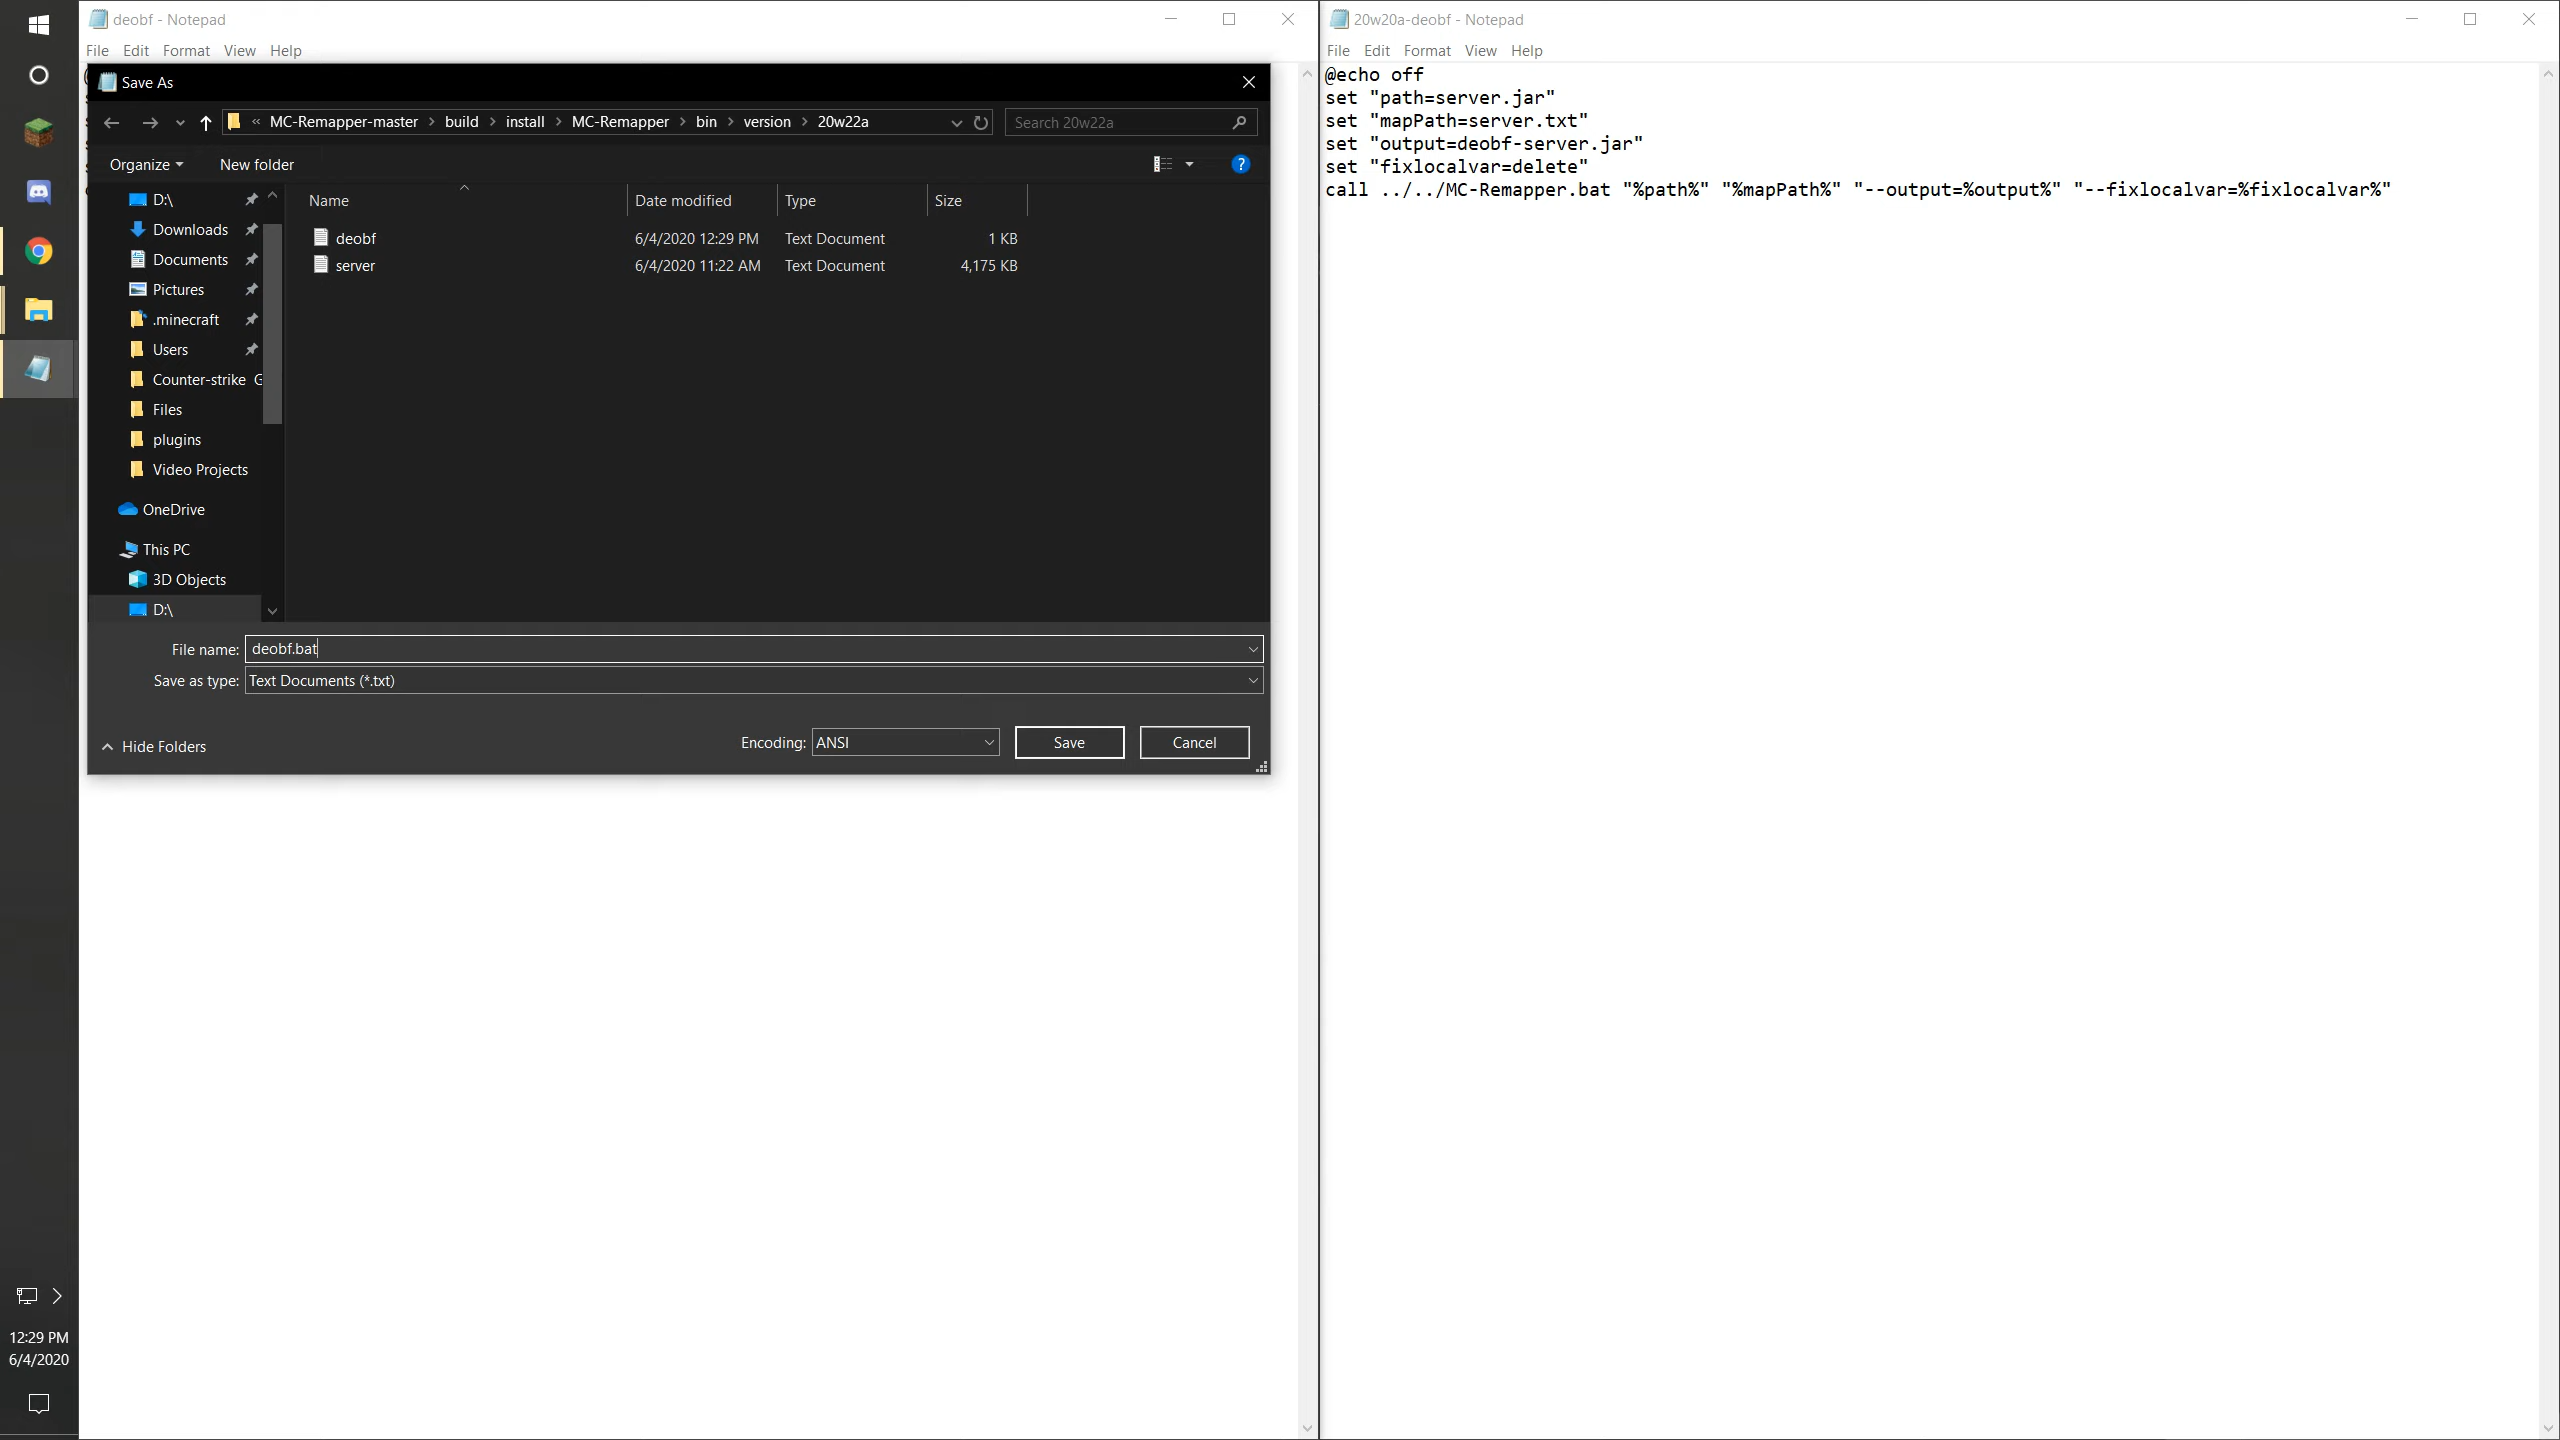 deobf - Notepad
File Edit Format View Help
Save As
« MC-Remapper-master > build > install > MC-Remapper > bin > version > 20w22a
Search 20w22a
Organize
New folder
D:\
Downloads
Documents
Pictures
.minecraft
Users
Counter-strike G
Files
plugins
Video Projects
OneDrive
This PC
3D Objects
D:\
Name Date modified Type Size
deobf 6/4/2020 12:29 PM Text Document 1 KB
server 6/4/2020 11:22 AM Text Document 4,175 KB
File name: deobf.bat
Save as type: Text Documents (*.txt)
Hide Folders
Encoding: ANSI
Save
Cancel
20w20a-deobf - Notepad
File Edit Format View Help
@echo off
set "path=server.jar"
set "mapPath=server.txt"
set "output=deobf-server.jar"
set "fixlocalvar=delete"
call ../../MC-Remapper.bat "%path%" "%mapPath%" "--output=%output%" "--fixlocalvar=%fixlocalvar%"
12:29 PM
6/4/2020